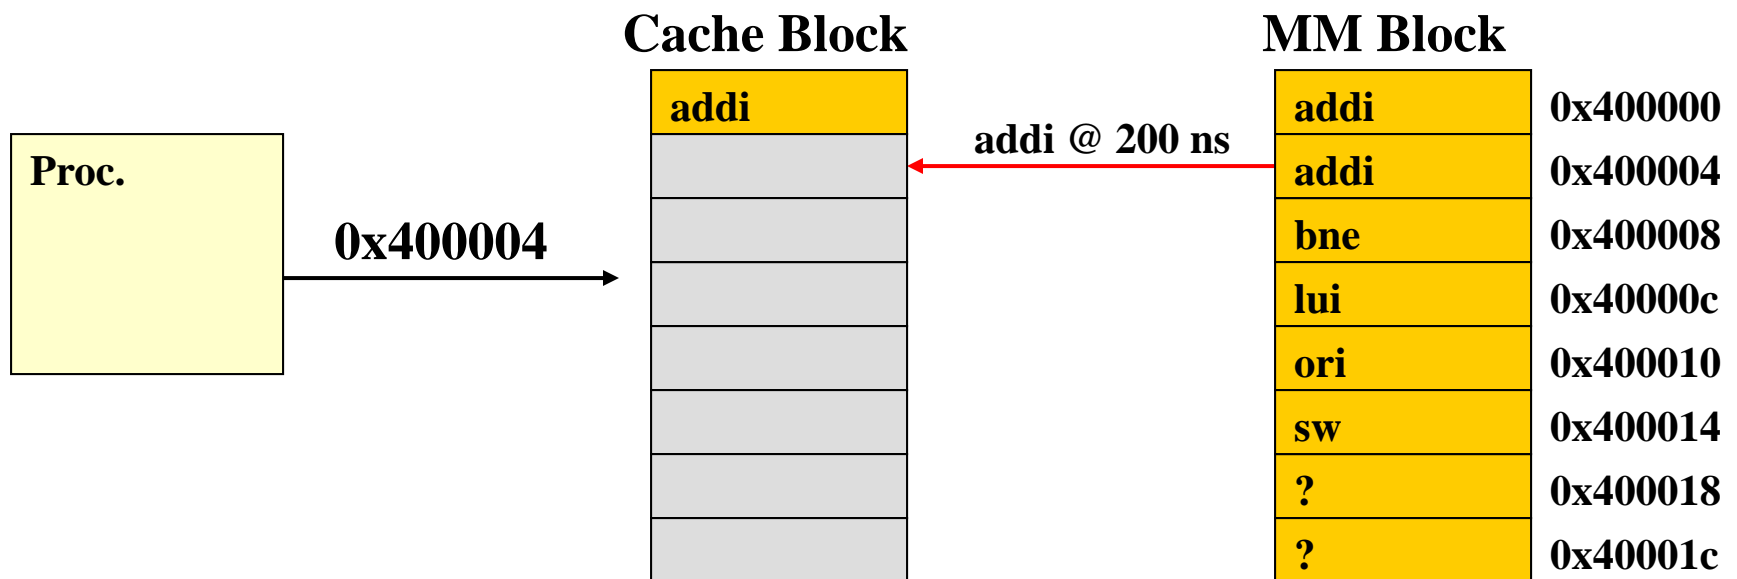 Cache Block MM Block
addi addi 0x400000
addi @ 200 ns
Proc. addi 0x400004
0x400004 bne 0x400008
lui 0x40000c
ori 0x400010
sw 0x400014
? 0x400018
? 0x40001c